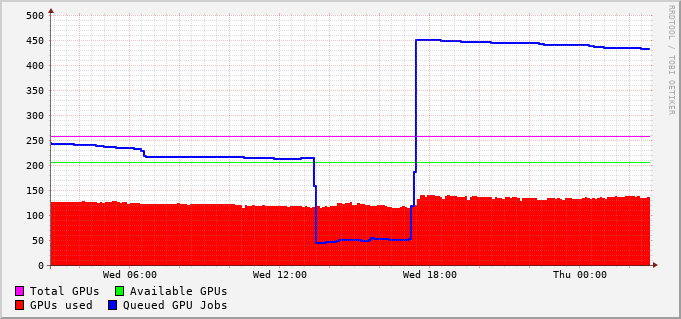 500
450
400
350
300
250
200
150
100
50
0
Wed 06:00 Wed 12:00 Wed 18:00 Thu 00:00
Total GPUs Available GPUs
GPUs used Queued GPU Jobs
RRDTOOL / TOBI OETIKER